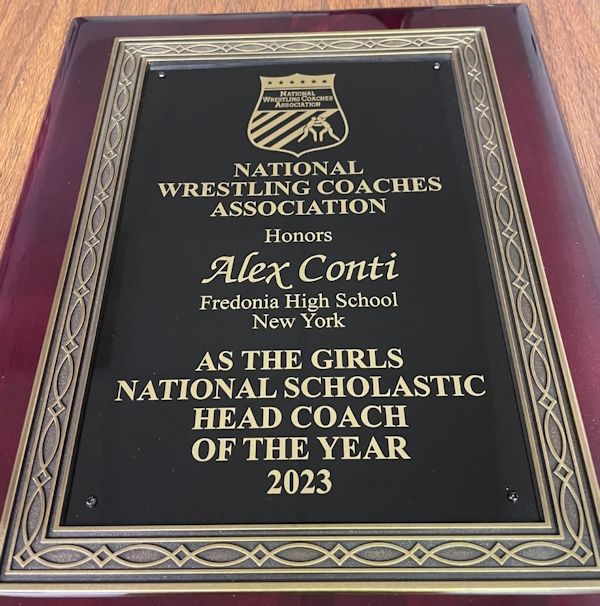 NATIONAL
WRESTLING COACHES
ASSOCIATION
NATIONAL
WRESTLING COACHES
ASSOCIATION
Honors
Alex Conti
Fredonia High School
New York
AS THE GIRLS
NATIONAL SCHOLASTIC
HEAD COACH
OF THE YEAR
2023